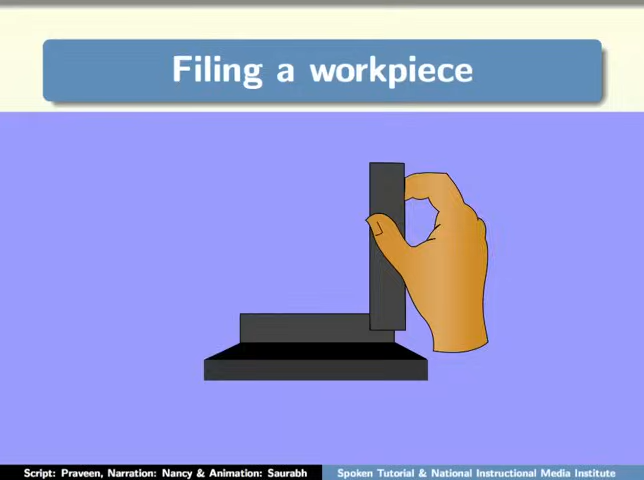 Filing a workpiece
Script: Praveen, Narration: Nancy & Animation: Saurabh
Spoken Tutorial & National Instructional Media Institute